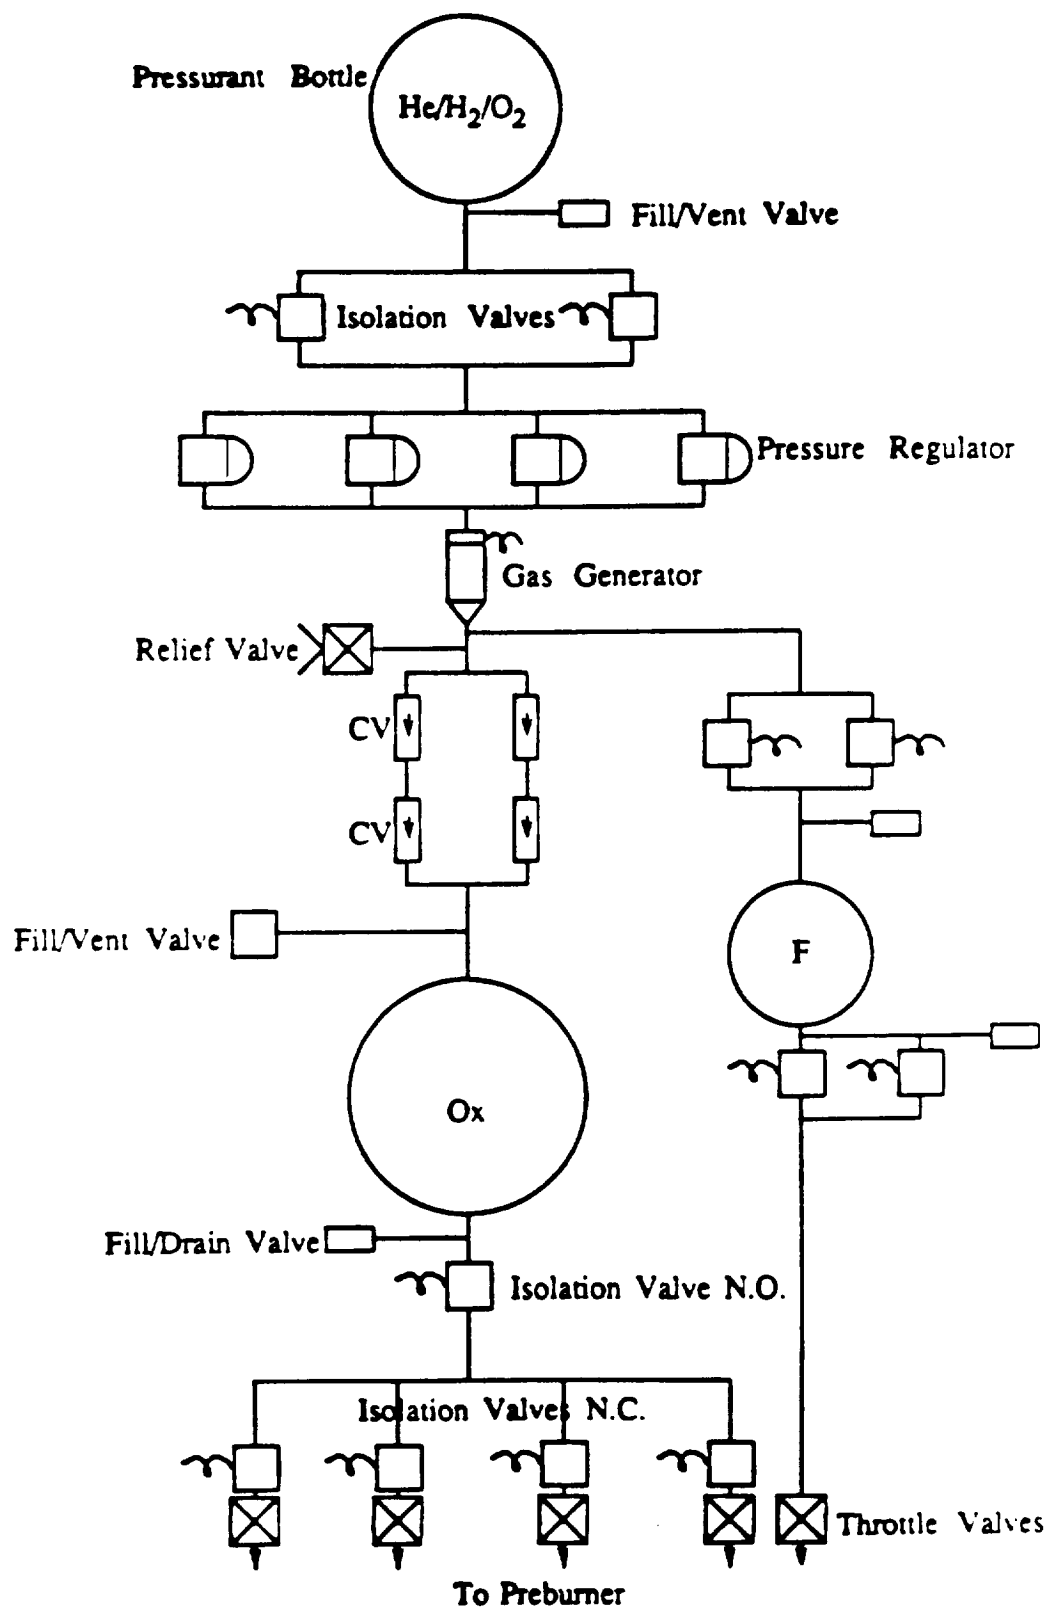 Pressurant Bottle
He/H2/O2
Fill/Vent Valve
Isolation Valves
Pressure Regulator
Gas Generator
Relief Valve
CV
CV
Fill/Vent Valve
F
Ox
Fill/Drain Valve
Isolation Valve N.O.
Isolation Valves N.C.
Throttle Valves
To Preburner